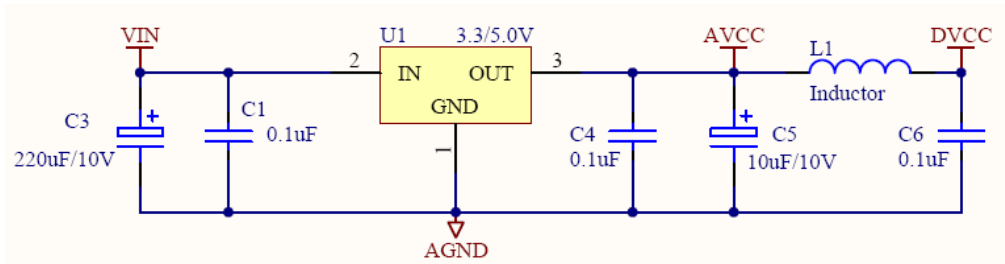 VIN
U1 3.3/5.0V
AVCC
L1
DVCC
2 IN OUT 3
GND
Inductor
C3
220uF/10V
C1
0.1uF
1
C4
0.1uF
C5
10uF/10V
C6
0.1uF
AGND